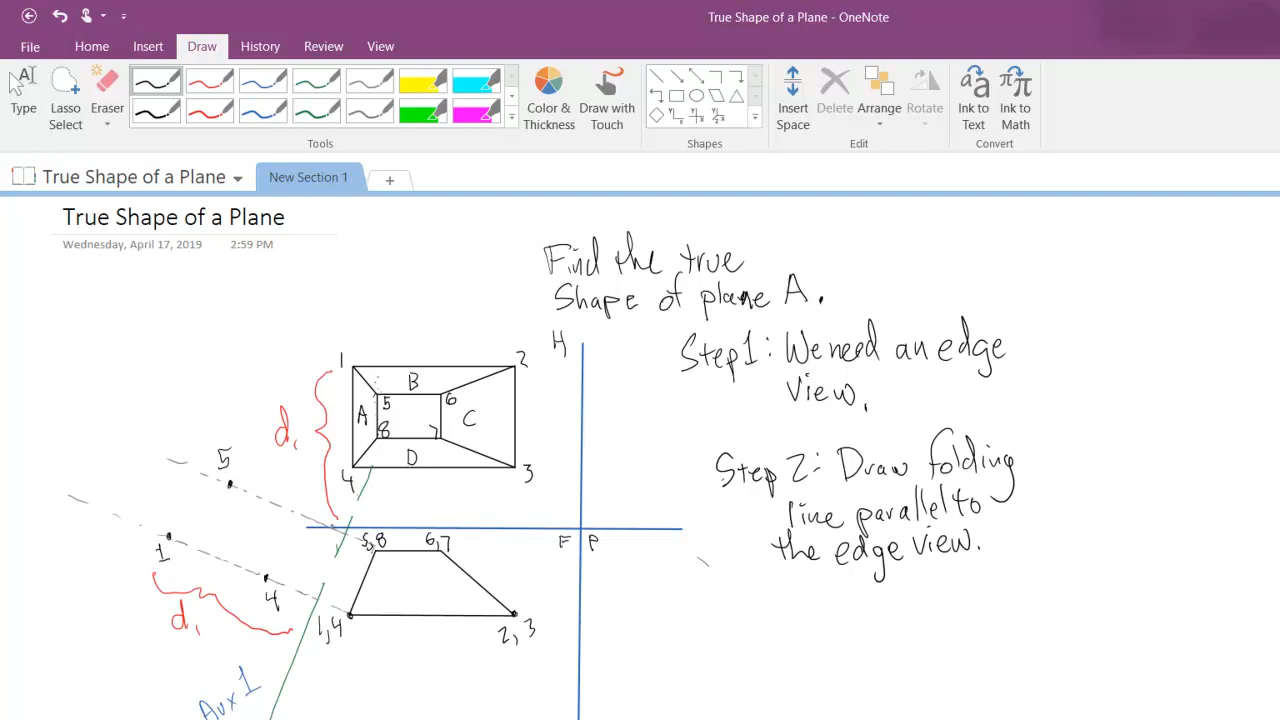 True Shape of a Plane - OneNote
File Home Insert Draw History Review View
Type
Lasso Select
Eraser
Color & Thickness
Draw with Touch
Insert Space
Delete
Arrange
Rotate
Ink to Text
Ink to Math
Tools
Shapes
Edit
Convert
True Shape of a Plane
New Section 1
True Shape of a Plane
Wednesday, April 17, 2019 2:59 PM
Find the true
Shape of plane A.
Step 1: We need an edge
view.
Step 2: Draw folding
line parallel to
the edge view.
H
1 2
B
5 6
A C
8 7
D
4 3
d1
5
F P
5,8 6,7
1
4
d1
1,4
2,3
Aux 1